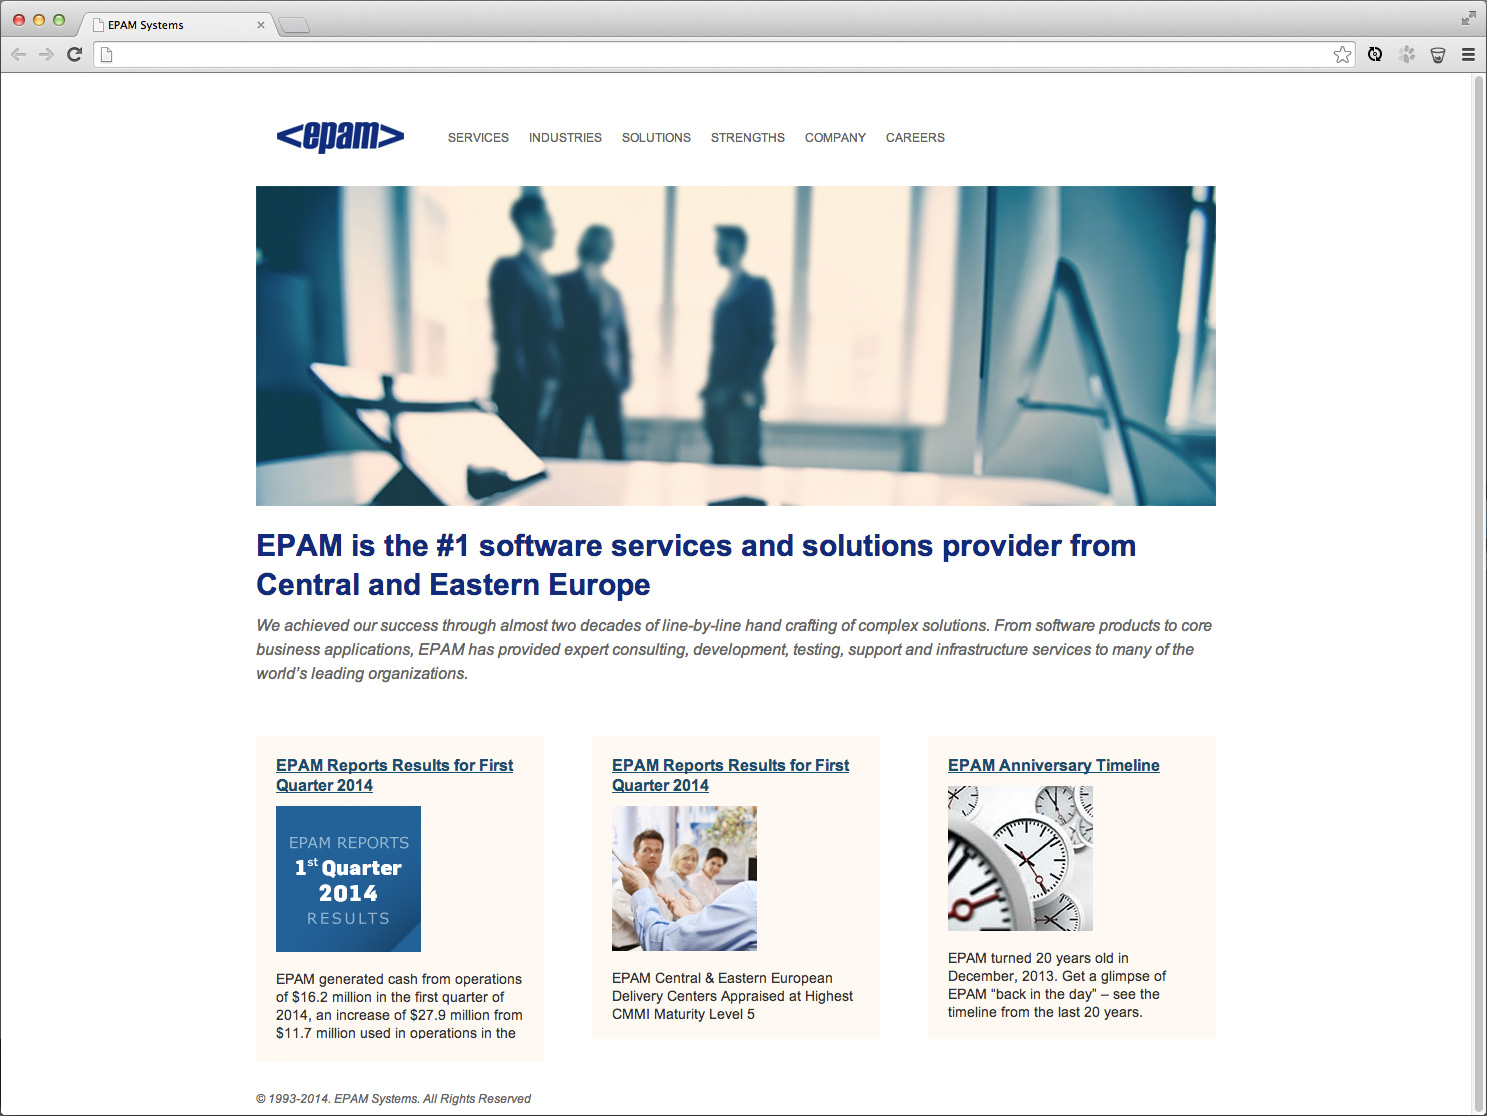 EPAM Systems
<epam>
SERVICES INDUSTRIES SOLUTIONS STRENGTHS COMPANY CAREERS
EPAM is the #1 software services and solutions provider from
Central and Eastern Europe
We achieved our success through almost two decades of line-by-line hand crafting of complex solutions. From software products to core
business applications, EPAM has provided expert consulting, development, testing, support and infrastructure services to many of the
world’s leading organizations.
EPAM Reports Results for First
Quarter 2014
EPAM REPORTS
1st Quarter
2014
RESULTS
EPAM generated cash from operations
of $16.2 million in the first quarter of
2014, an increase of $27.9 million from
$11.7 million used in operations in the
EPAM Reports Results for First
Quarter 2014
EPAM Central & Eastern European
Delivery Centers Appraised at Highest
CMMI Maturity Level 5
EPAM Anniversary Timeline
EPAM turned 20 years old in
December, 2013. Get a glimpse of
EPAM “back in the day” – see the
timeline from the last 20 years.
© 1993-2014. EPAM Systems. All Rights Reserved